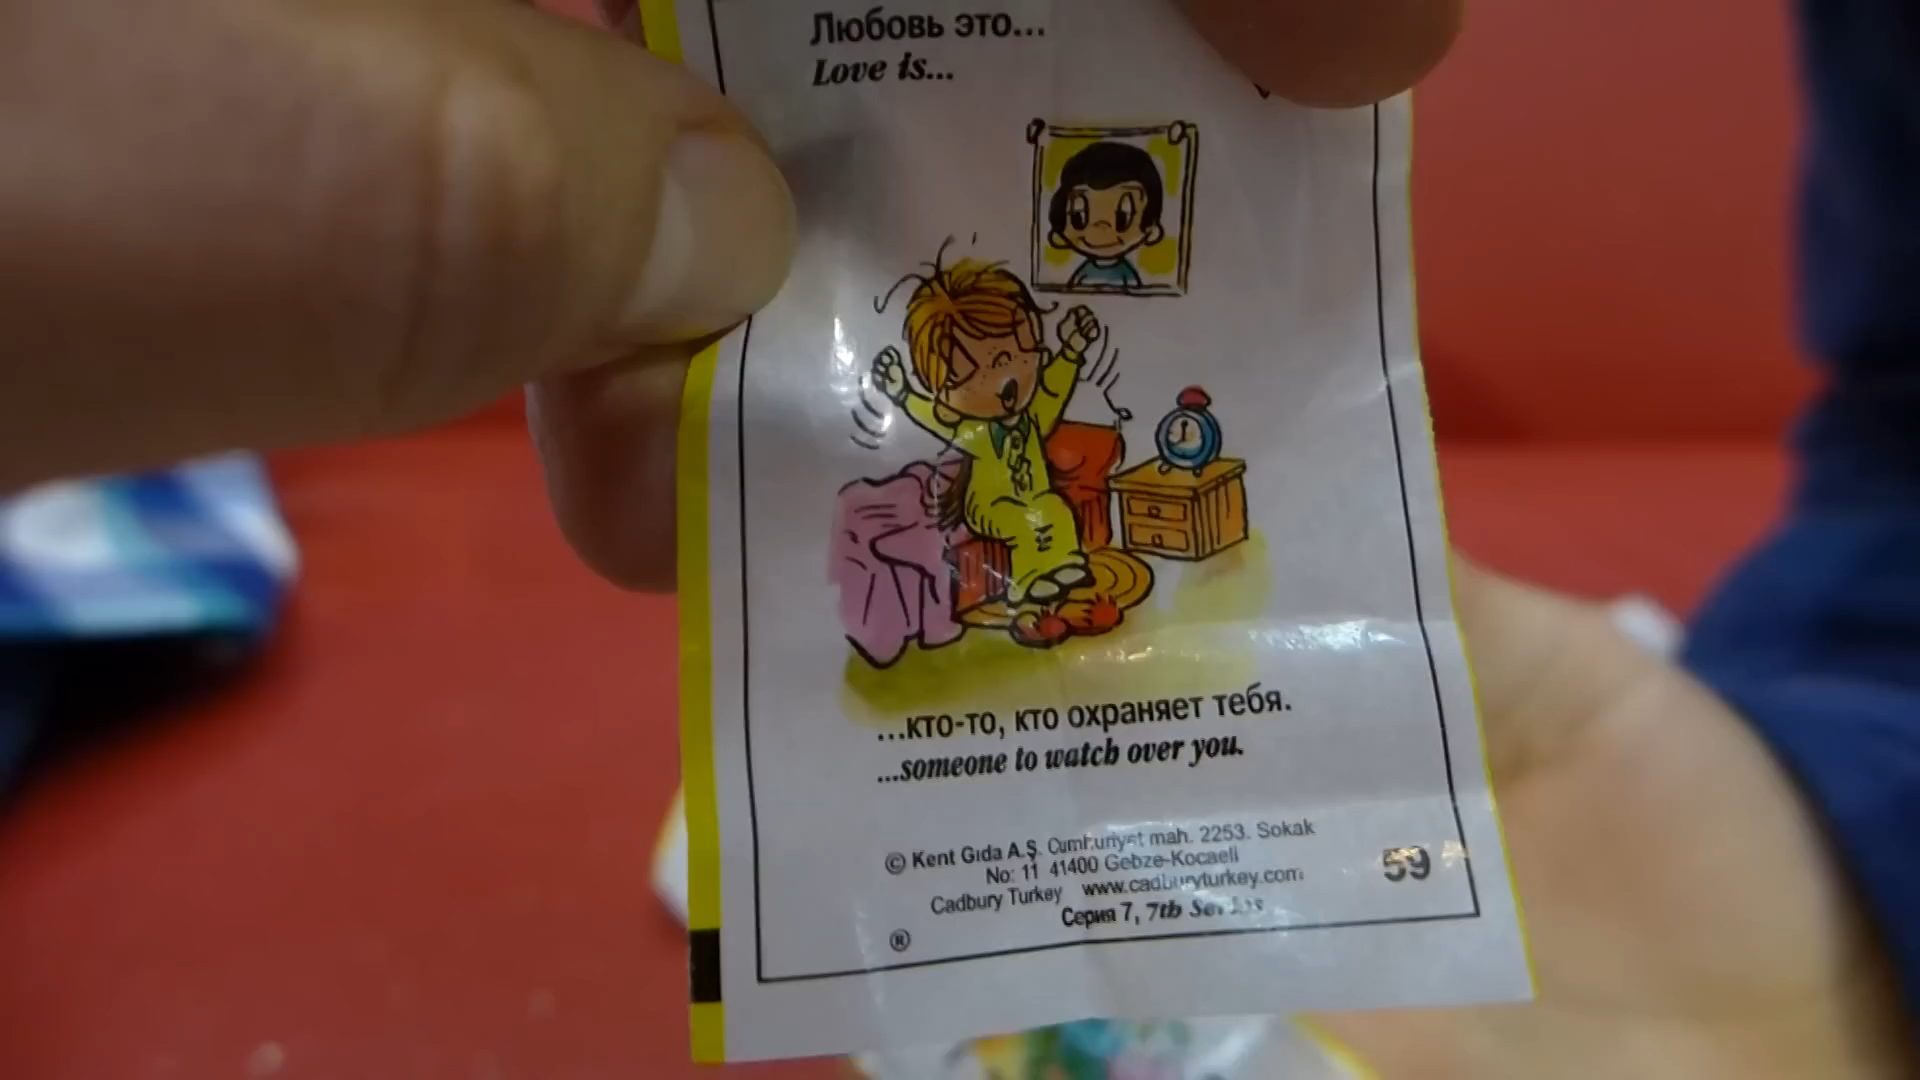 Любовь это...
Love is...
...кто-то, кто охраняет тебя.
...someone to watch over you.
© Kent Gıda A.Ş. Cumhuriyet mah. 2253. Sokak
No: 11 41400 Gebze-Kocaeli
Cadbury Turkey www.cadburyturkey.com
Серия 7, 7th Series
59
®